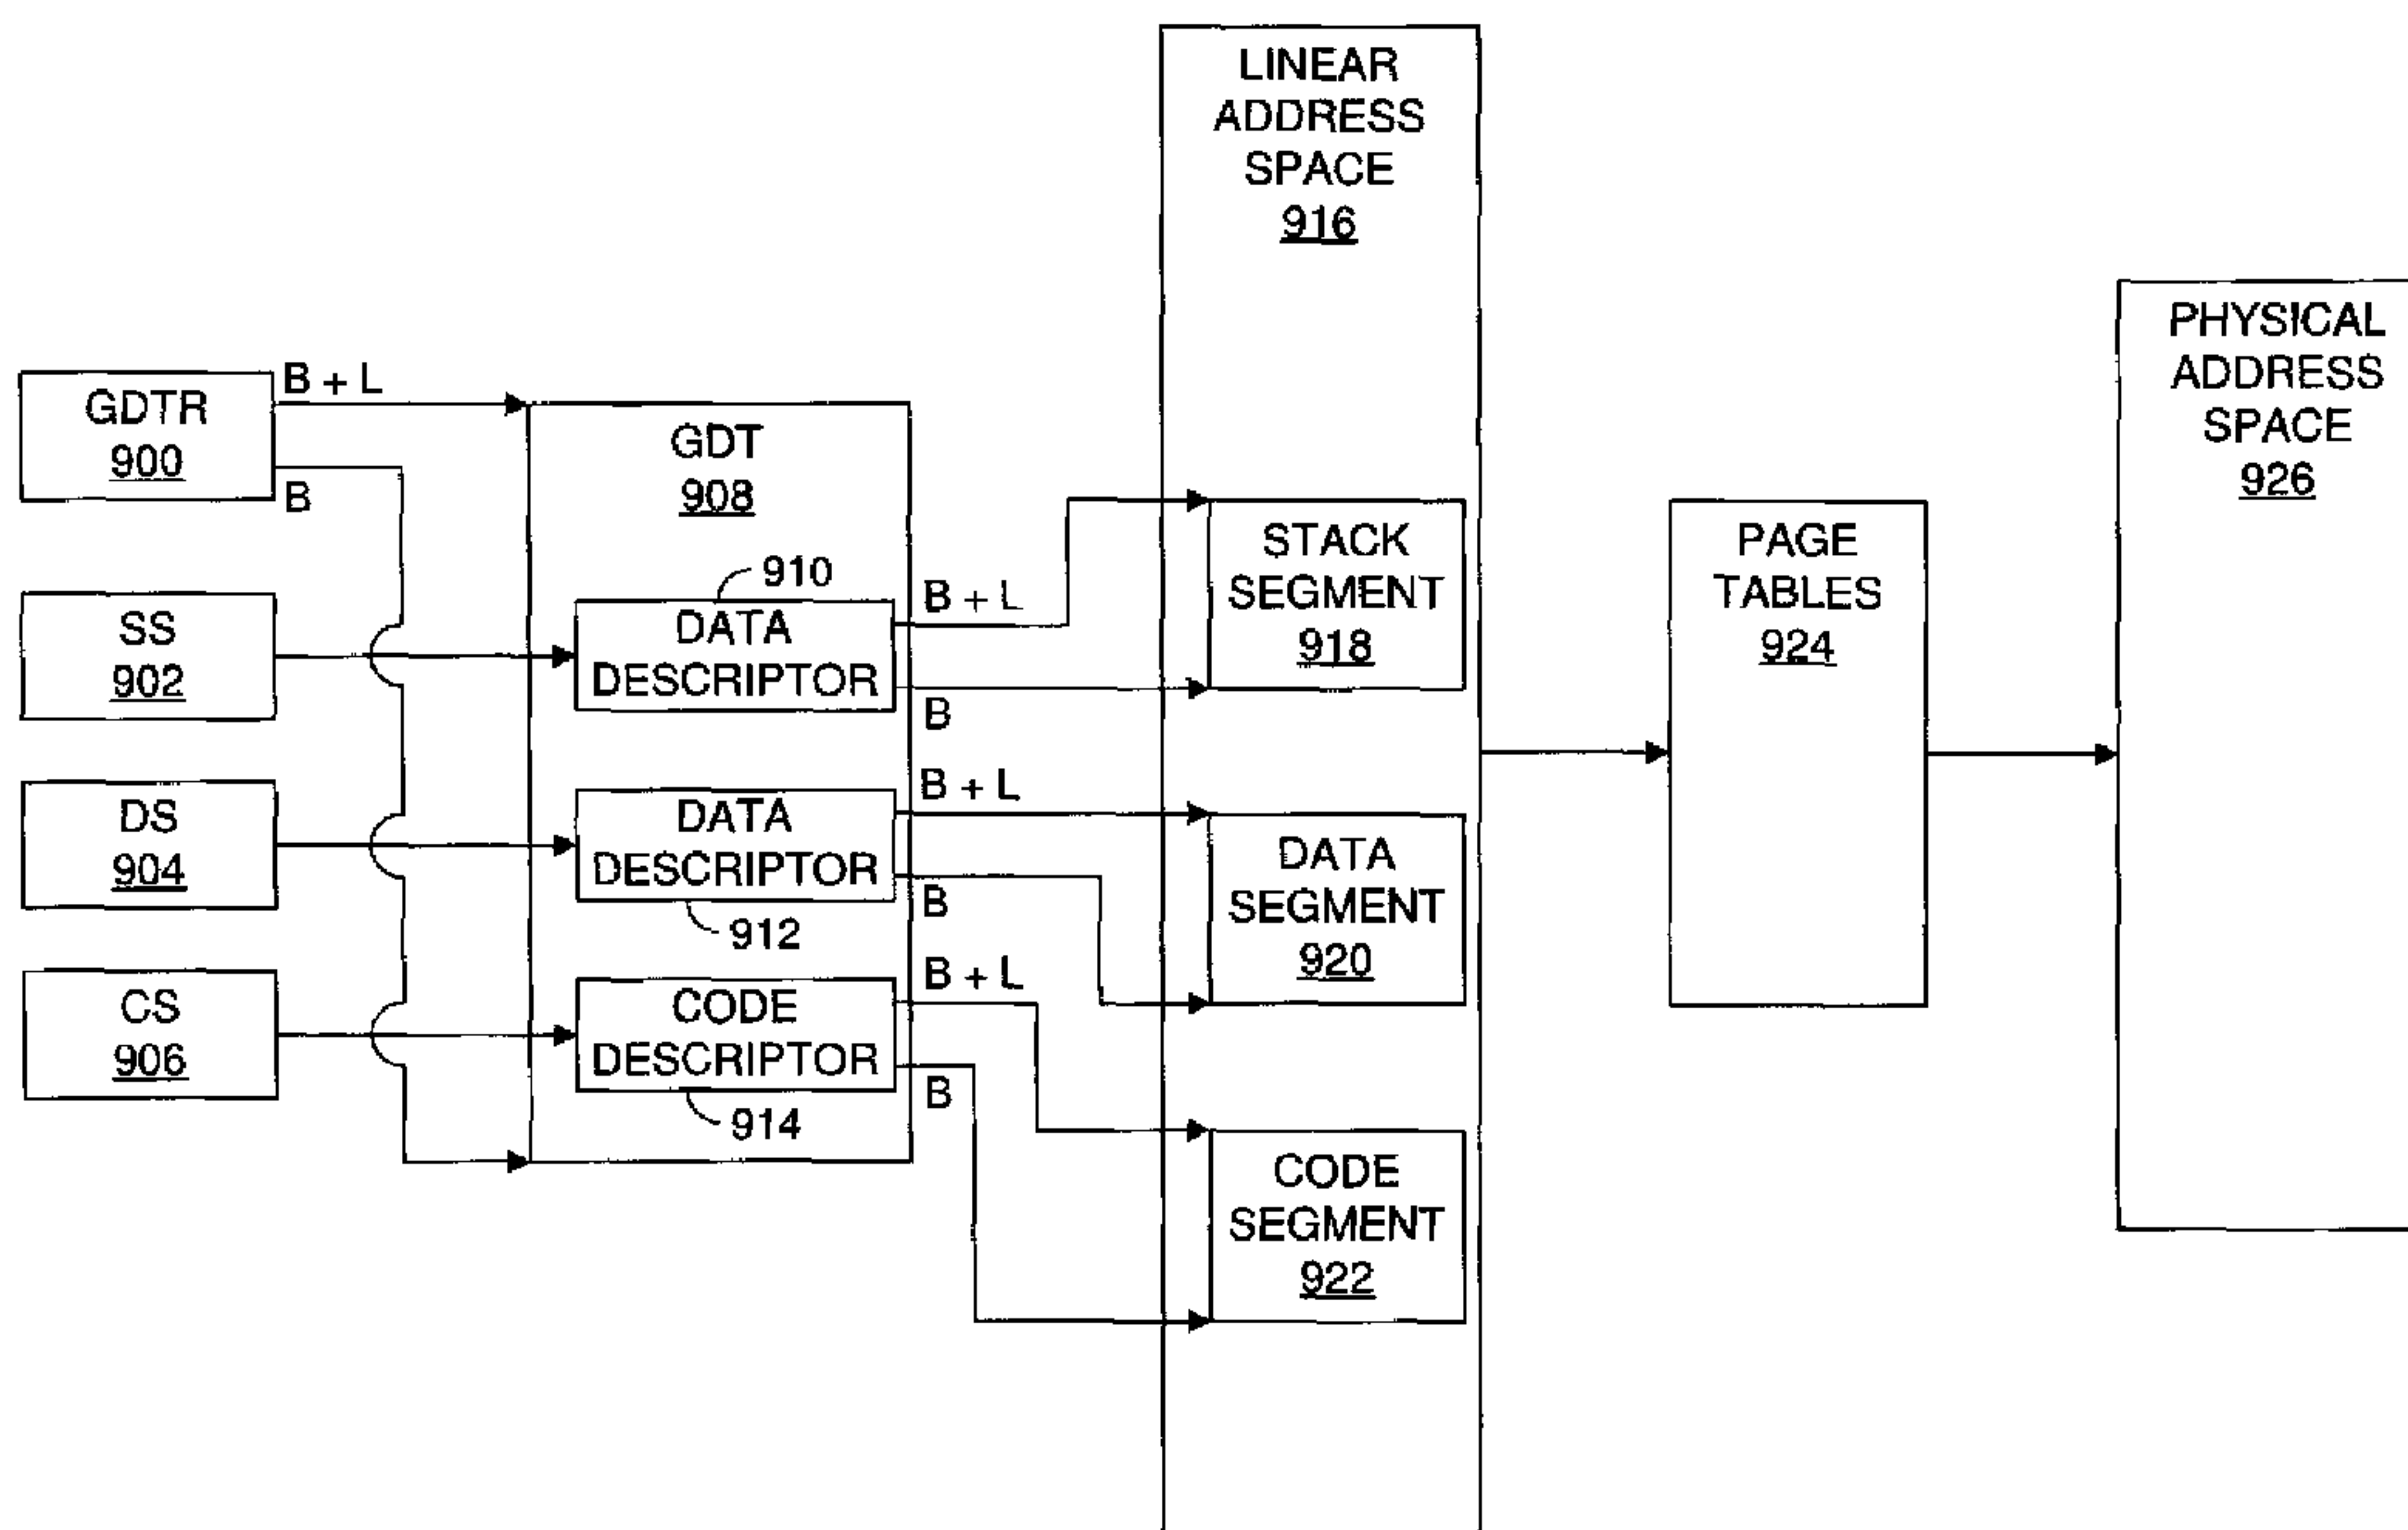 LINEAR
ADDRESS
SPACE
916
PHYSICAL
ADDRESS
SPACE
926
GDTR
900
B + L
B
GDT
908
SS
902
910
DATA
DESCRIPTOR
B + L
B
STACK
SEGMENT
918
PAGE
TABLES
924
DS
904
DATA
DESCRIPTOR
912
B + L
B
DATA
SEGMENT
920
CS
906
CODE
DESCRIPTOR
914
B + L
B
CODE
SEGMENT
922